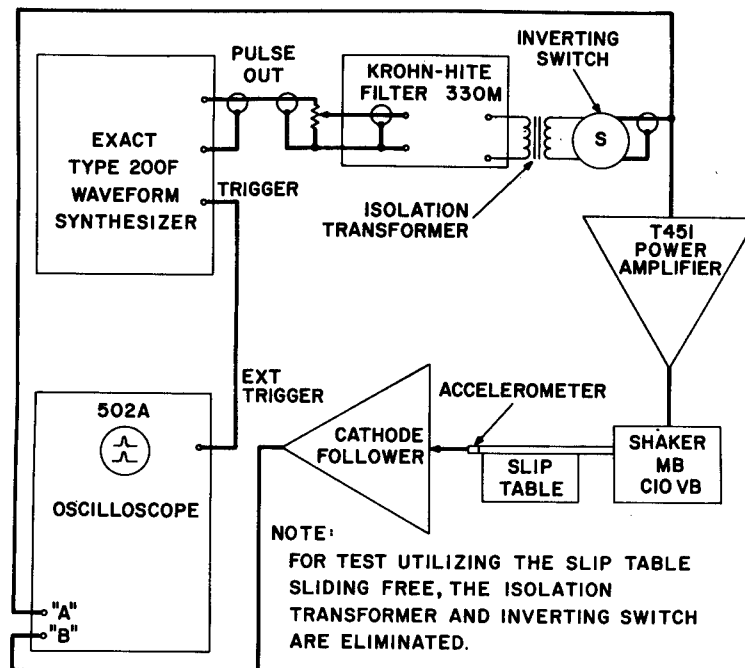 PULSE
OUT
EXACT
TYPE 200F
WAVEFORM
SYNTHESIZER
TRIGGER
KROHN-HITE
FILTER 330M
INVERTING
SWITCH
S
ISOLATION
TRANSFORMER
T451
POWER
AMPLIFIER
EXT
TRIGGER
502A
OSCILLOSCOPE
"A"
"B"
CATHODE
FOLLOWER
ACCELEROMETER
SLIP
TABLE
SHAKER
MB
C10 VB
NOTE:
FOR TEST UTILIZING THE SLIP TABLE
SLIDING FREE, THE ISOLATION
TRANSFORMER AND INVERTING SWITCH
ARE ELIMINATED.